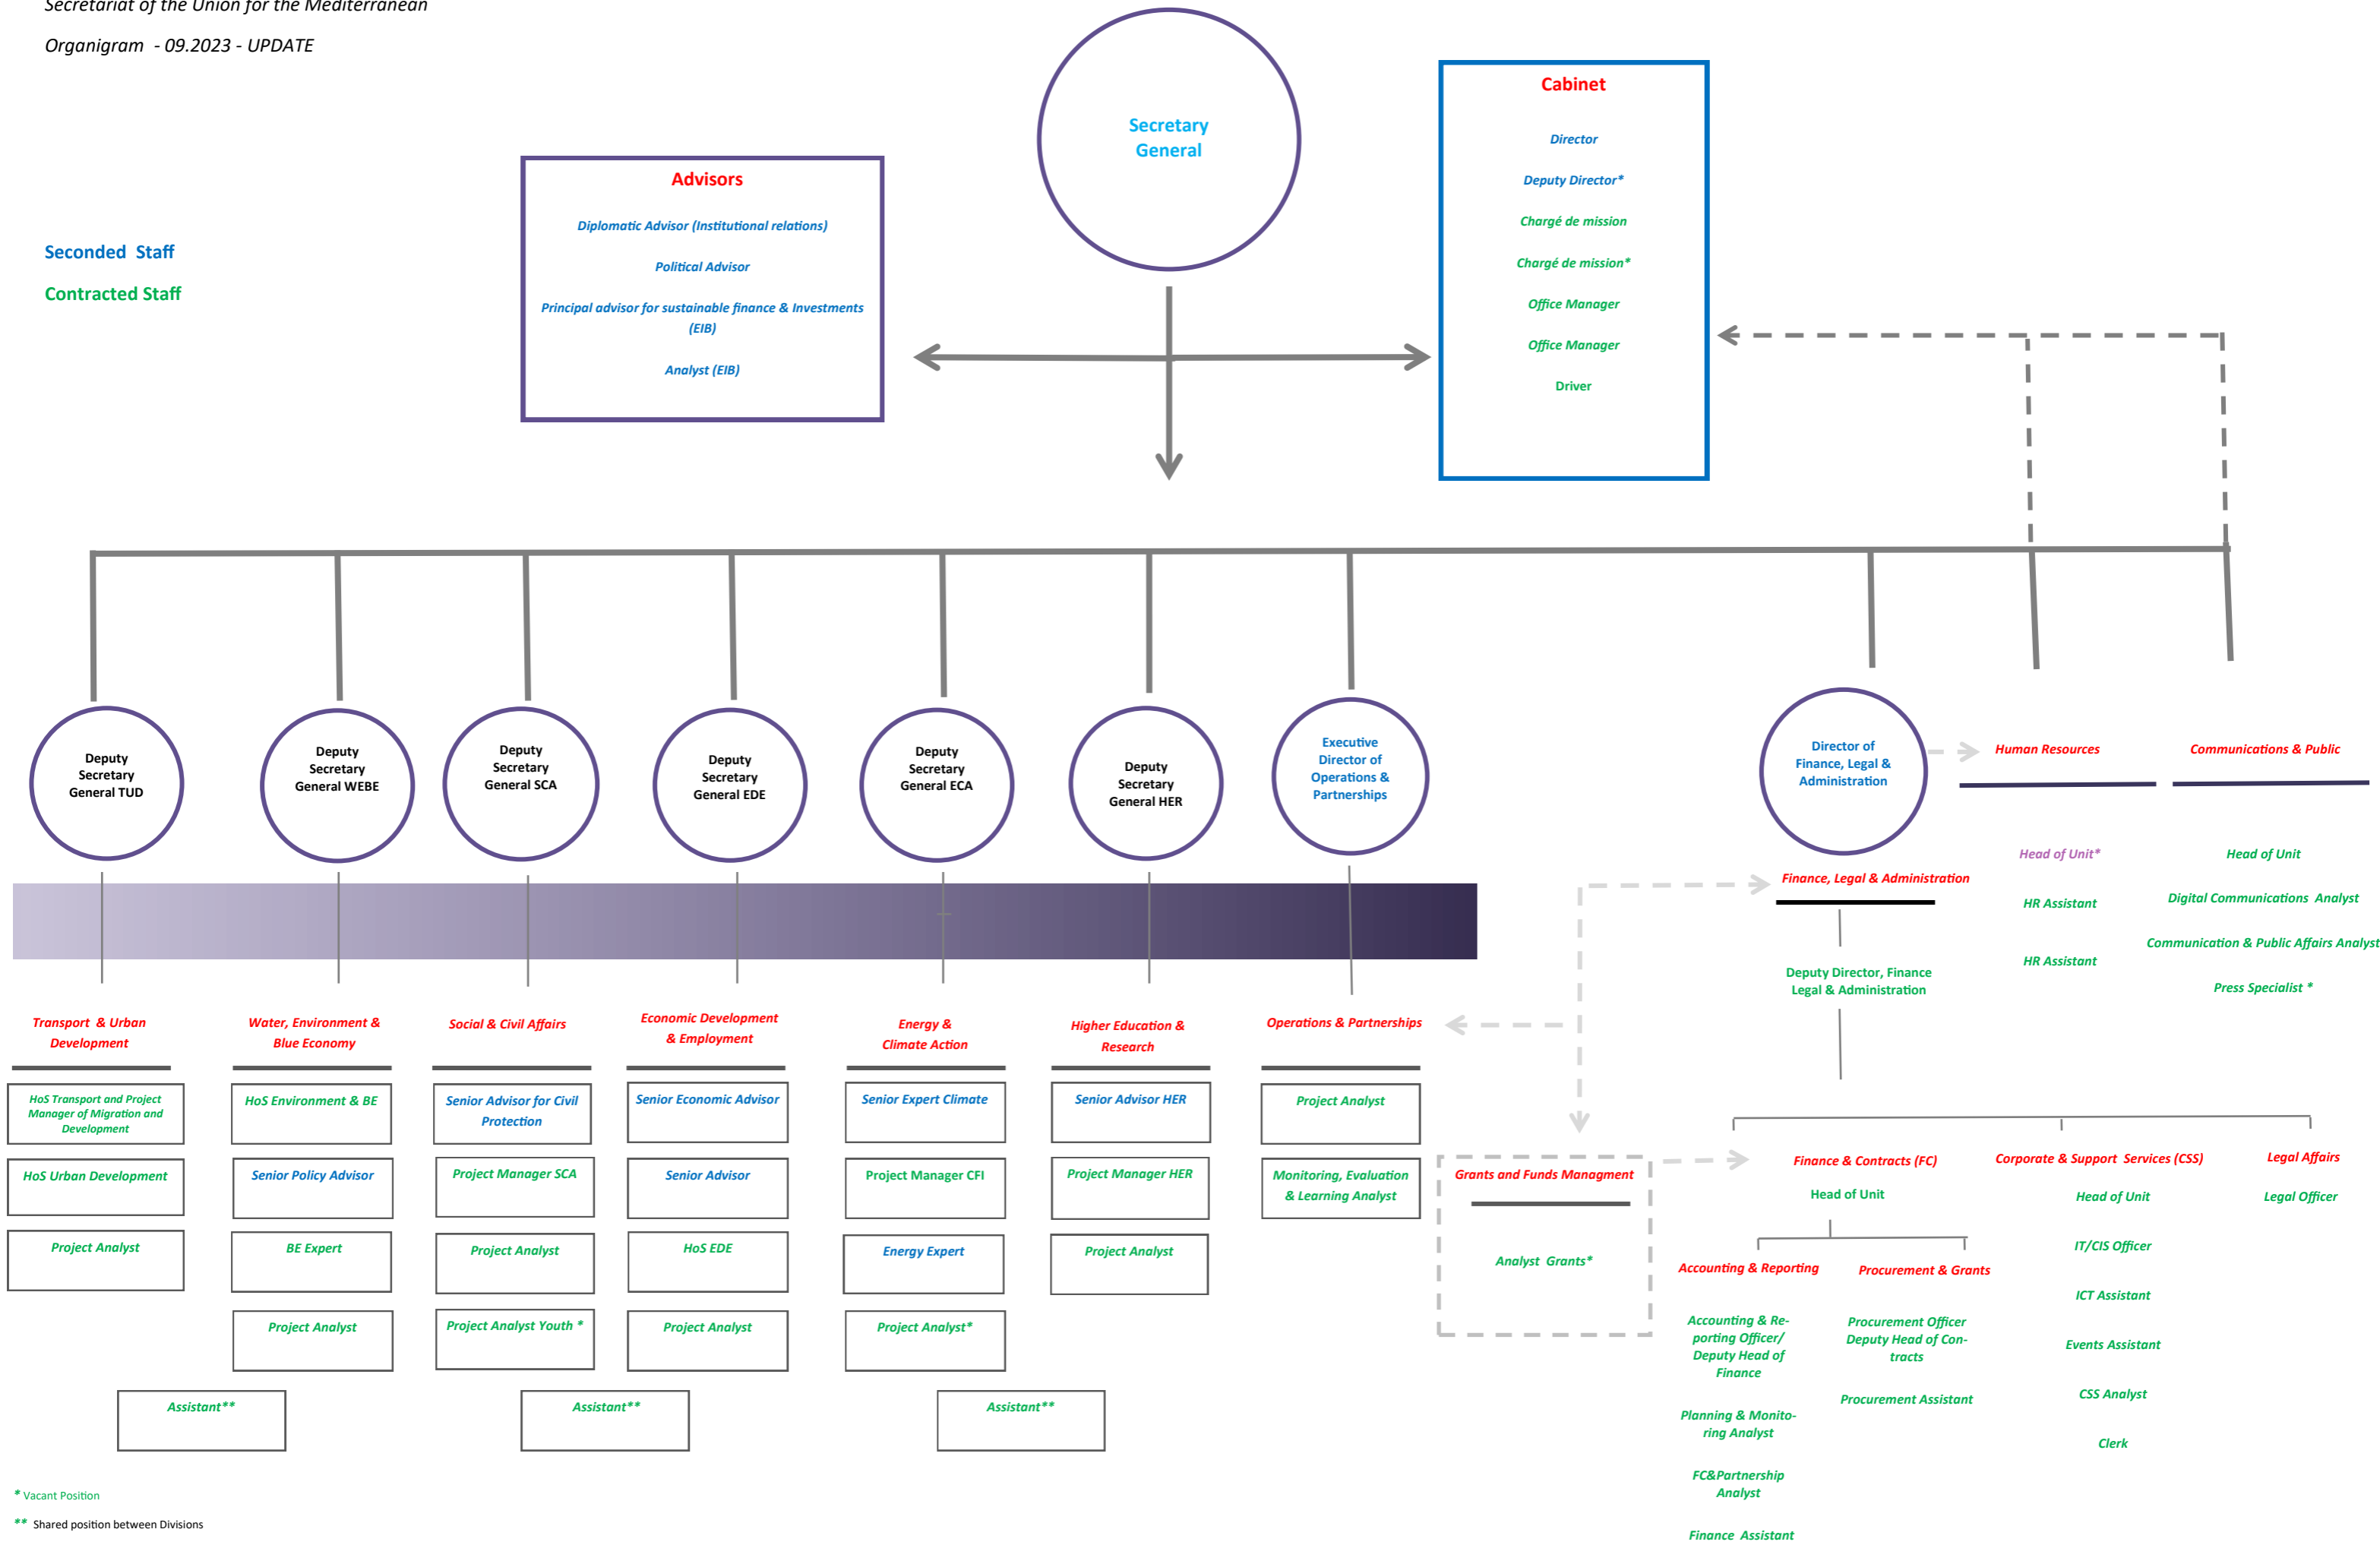 Secretariat of the Union for the Mediterranean
Organigram - 09.2023 - UPDATE
Seconded Staff
Contracted Staff
Advisors
Diplomatic Advisor (Institutional relations)
Political Advisor
Principal advisor for sustainable finance & Investments
(EIB)
Analyst (EIB)
Secretary
General
Cabinet
Director
Deputy Director*
Chargé de mission
Chargé de mission*
Office Manager
Office Manager
Driver
Deputy
Secretary
General TUD
Deputy
Secretary
General WEBE
Deputy
Secretary
General SCA
Deputy
Secretary
General EDE
Deputy
Secretary
General ECA
Deputy
Secretary
General HER
Executive
Director of
Operations &
Partnerships
Director of
Finance, Legal &
Administration
Human Resources
Head of Unit*
HR Assistant
HR Assistant
Communications & Public
Head of Unit
Digital Communications Analyst
Communication & Public Affairs Analyst
Press Specialist *
Finance, Legal & Administration
Deputy Director, Finance
Legal & Administration
Transport & Urban
Development
HoS Transport and Project
Manager of Migration and
Development
HoS Urban Development
Project Analyst
Water, Environment &
Blue Economy
HoS Environment & BE
Senior Policy Advisor
BE Expert
Project Analyst
Social & Civil Affairs
Senior Advisor for Civil
Protection
Project Manager SCA
Project Analyst
Project Analyst Youth *
Economic Development
& Employment
Senior Economic Advisor
Senior Advisor
HoS EDE
Project Analyst
Energy &
Climate Action
Senior Expert Climate
Project Manager CFI
Energy Expert
Project Analyst*
Higher Education &
Research
Senior Advisor HER
Project Manager HER
Project Analyst
Operations & Partnerships
Project Analyst
Monitoring, Evaluation
& Learning Analyst
Assistant**
Assistant**
Assistant**
Grants and Funds Managment
Analyst Grants*
Finance & Contracts (FC)
Head of Unit
Accounting & Reporting
Accounting & Re-
porting Officer/
Deputy Head of
Finance
Planning & Monito-
ring Analyst
FC&Partnership
Analyst
Finance Assistant
Procurement & Grants
Procurement Officer
Deputy Head of Con-
tracts
Procurement Assistant
Corporate & Support Services (CSS)
Head of Unit
IT/CIS Officer
ICT Assistant
Events Assistant
CSS Analyst
Clerk
Legal Affairs
Legal Officer
* Vacant Position
** Shared position between Divisions